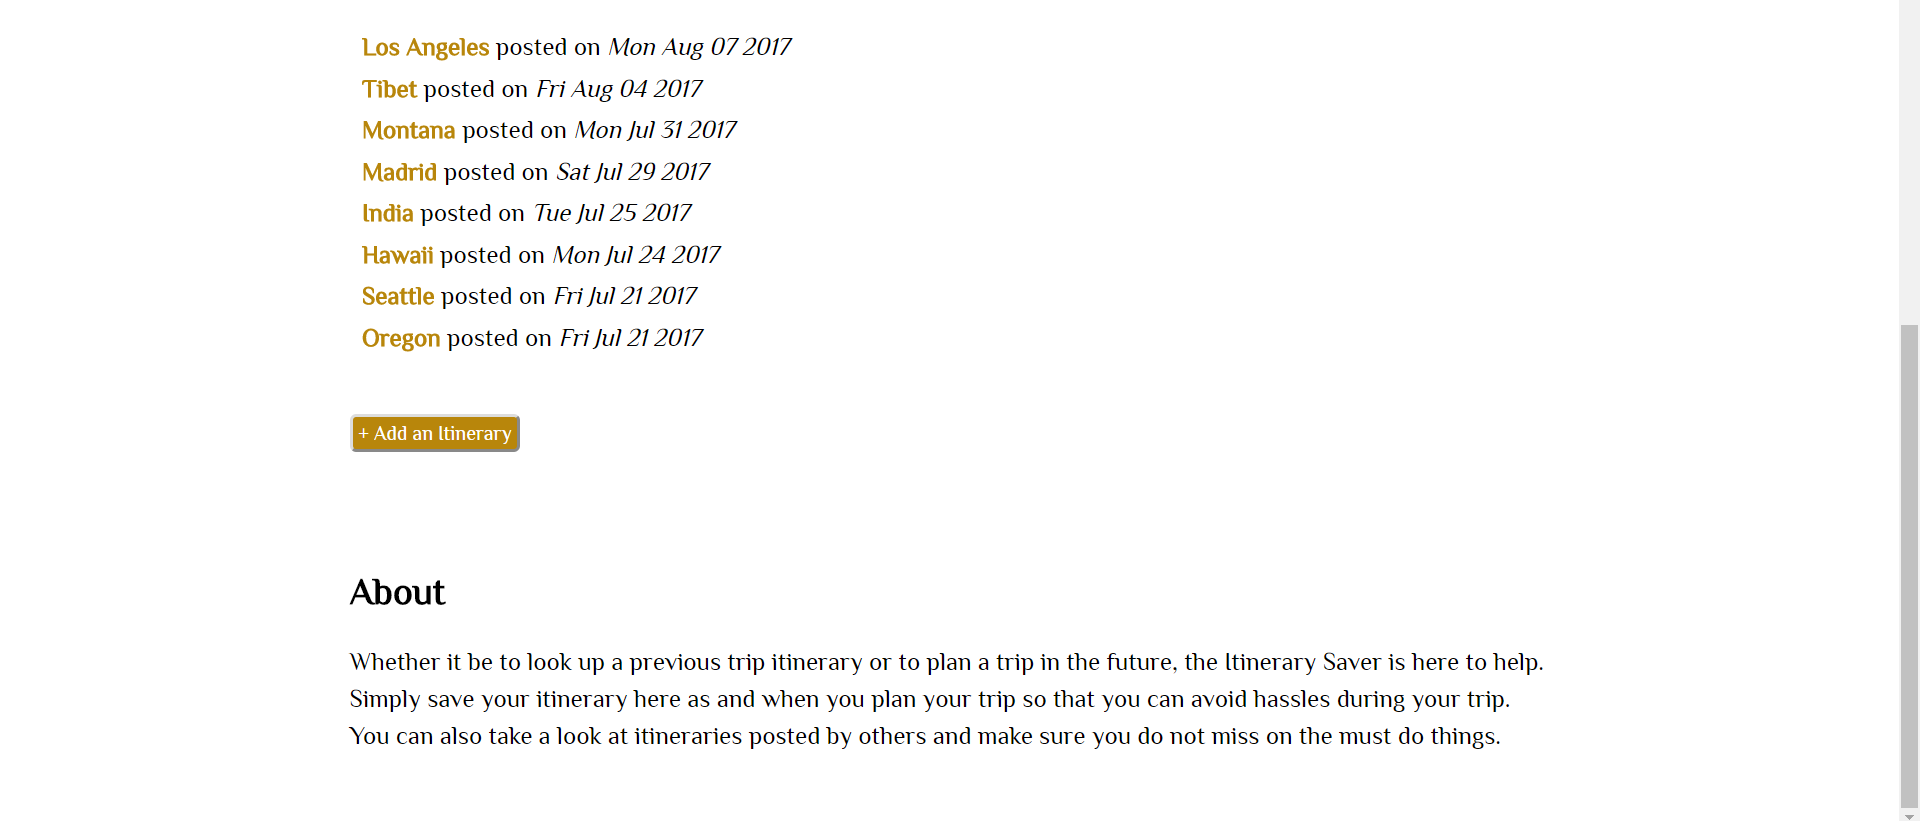 Los Angeles posted on Mon Aug 07 2017
Tibet posted on Fri Aug 04 2017
Montana posted on Mon Jul 31 2017
Madrid posted on Sat Jul 29 2017
India posted on Tue Jul 25 2017
Hawaii posted on Mon Jul 24 2017
Seattle posted on Fri Jul 21 2017
Oregon posted on Fri Jul 21 2017
+ Add an Itinerary
About
Whether it be to look up a previous trip itinerary or to plan a trip in the future, the Itinerary Saver is here to help.
Simply save your itinerary here as and when you plan your trip so that you can avoid hassles during your trip.
You can also take a look at itineraries posted by others and make sure you do not miss on the must do things.